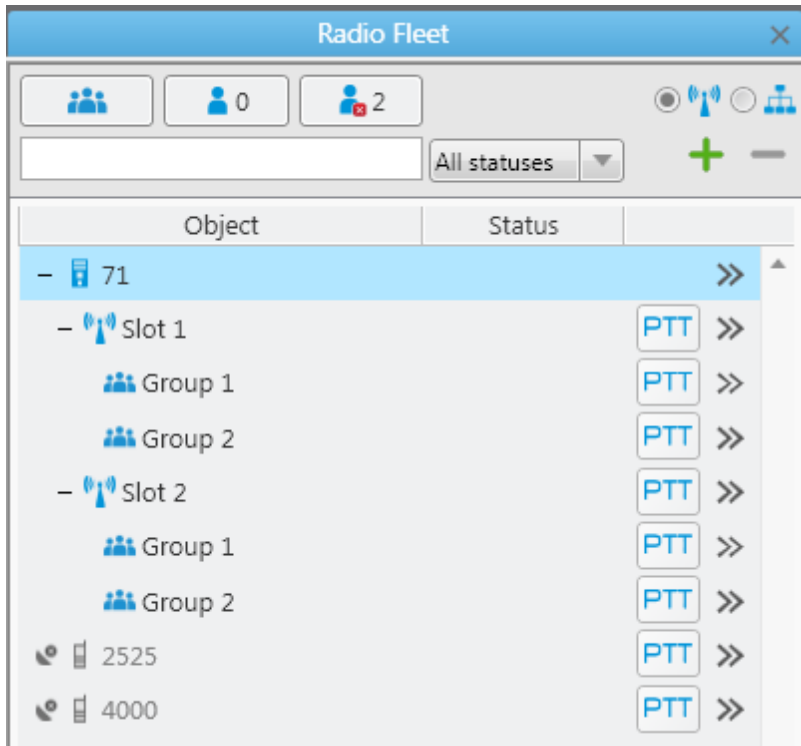 Radio Fleet
0 2
All statuses
Object Status
71
Slot 1 PTT
Group 1 PTT
Group 2 PTT
Slot 2 PTT
Group 1 PTT
Group 2 PTT
2525 PTT
4000 PTT